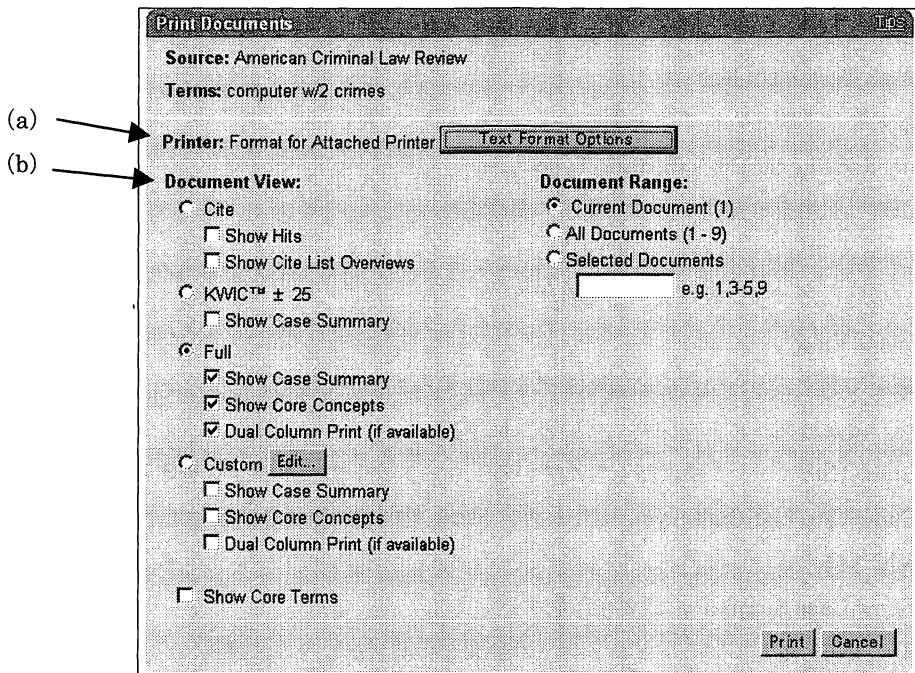 Print Documents Tips
Source: American Criminal Law Review
Terms: computer w/2 crimes
(a)
Printer: Format for Attached Printer Text Format Options
(b)
Document View:
Cite
Show Hits
Show Cite List Overviews
KWIC™ ± 25
Show Case Summary
Full
Show Case Summary
Show Core Concepts
Dual Column Print (if available)
Custom Edit...
Show Case Summary
Show Core Concepts
Dual Column Print (if available)
Show Core Terms
Document Range:
Current Document (1)
All Documents (1 - 9)
Selected Documents
e.g. 1,3-5,9
Print Cancel